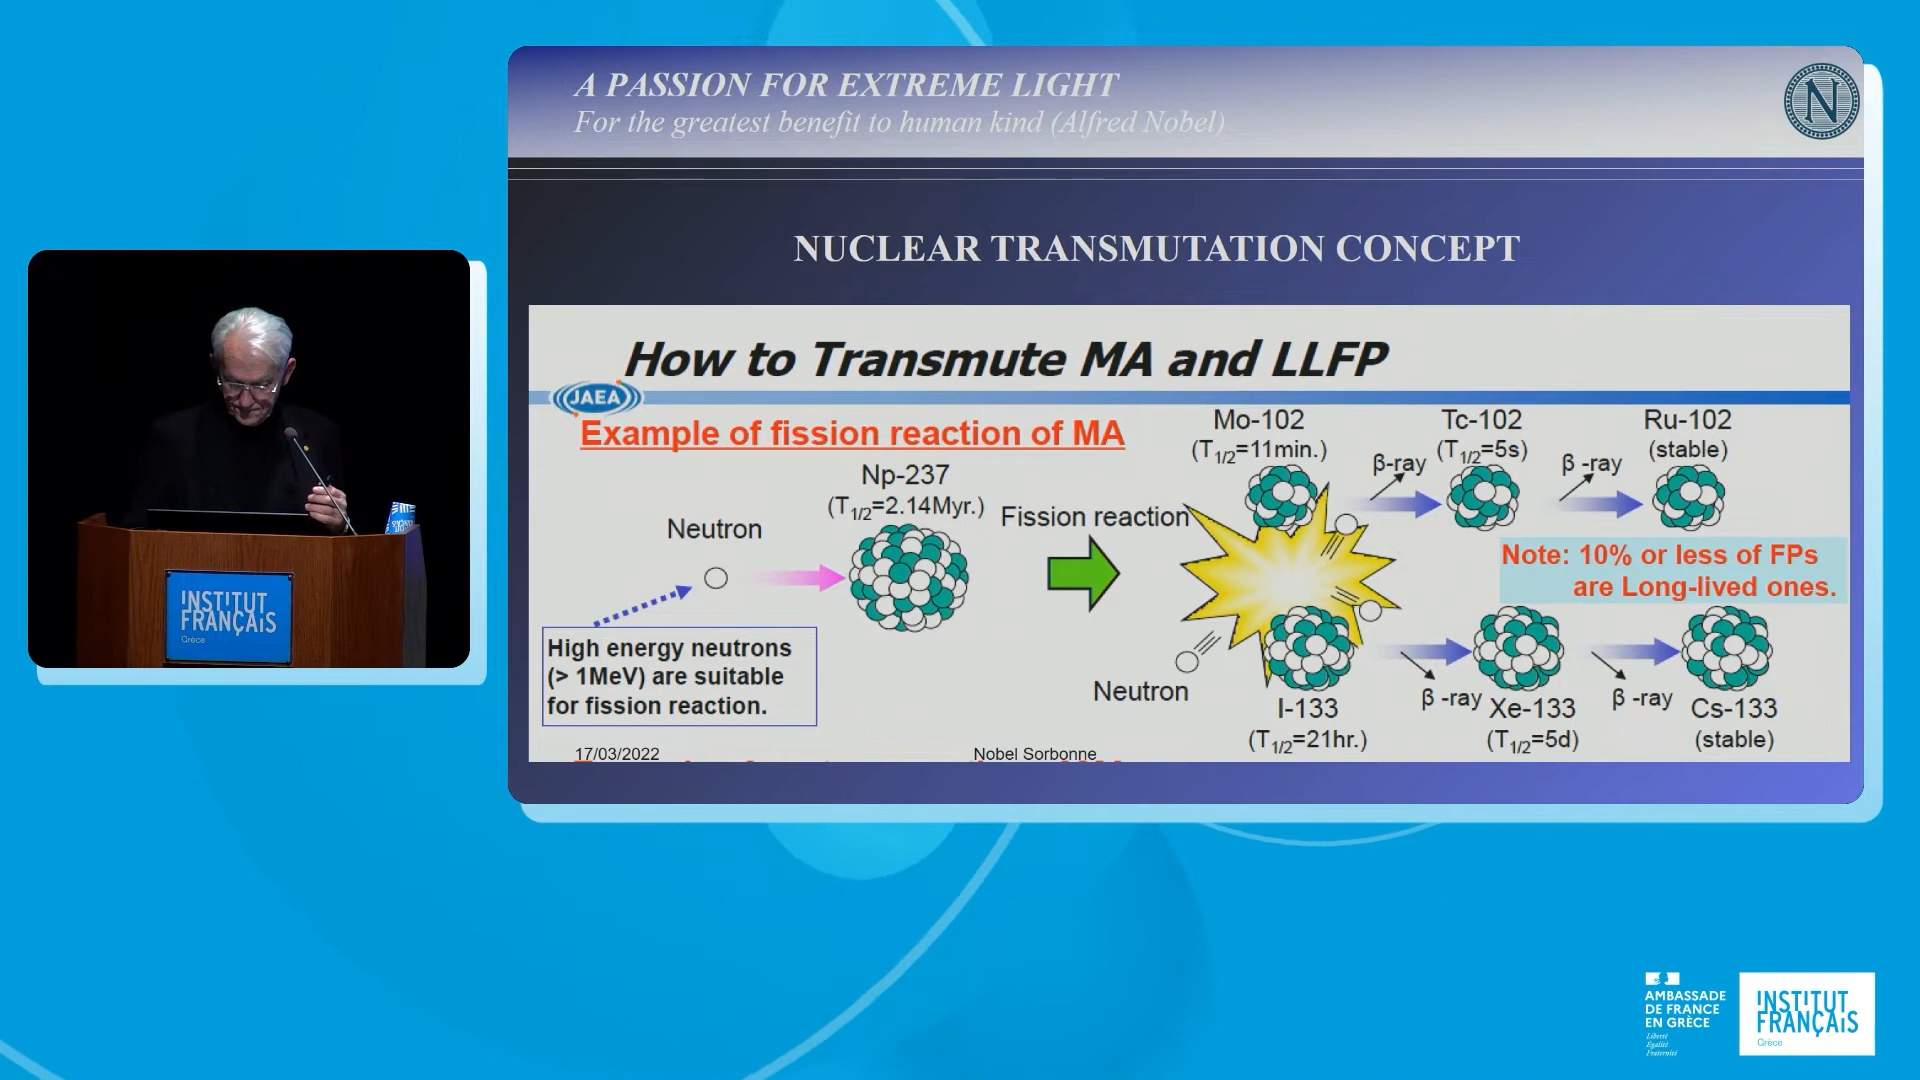 A PASSION FOR EXTREME LIGHT
For the greatest benefit to human kind (Alfred Nobel)
N
NUCLEAR TRANSMUTATION CONCEPT
How to Transmute MA and LLFP
JAEA
Example of fission reaction of MA
Mo-102
(T1/2=11min.)
β-ray
Tc-102
(T1/2=5s)
β -ray
Ru-102
(stable)
Np-237
(T1/2=2.14Myr.)
Neutron
Fission reaction
Note: 10% or less of FPs
are Long-lived ones.
High energy neutrons
(> 1MeV) are suitable
for fission reaction.
Neutron
I-133
(T1/2=21hr.)
β -ray
Xe-133
(T1/2=5d)
β -ray
Cs-133
(stable)
17/03/2022
Nobel Sorbonne
INSTITUT
FRANÇAIS
Grèce
AMBASSADE
DE FRANCE
EN GRÈCE
Liberté
Égalité
Fraternité
INSTITUT
FRANÇAIS
Grèce